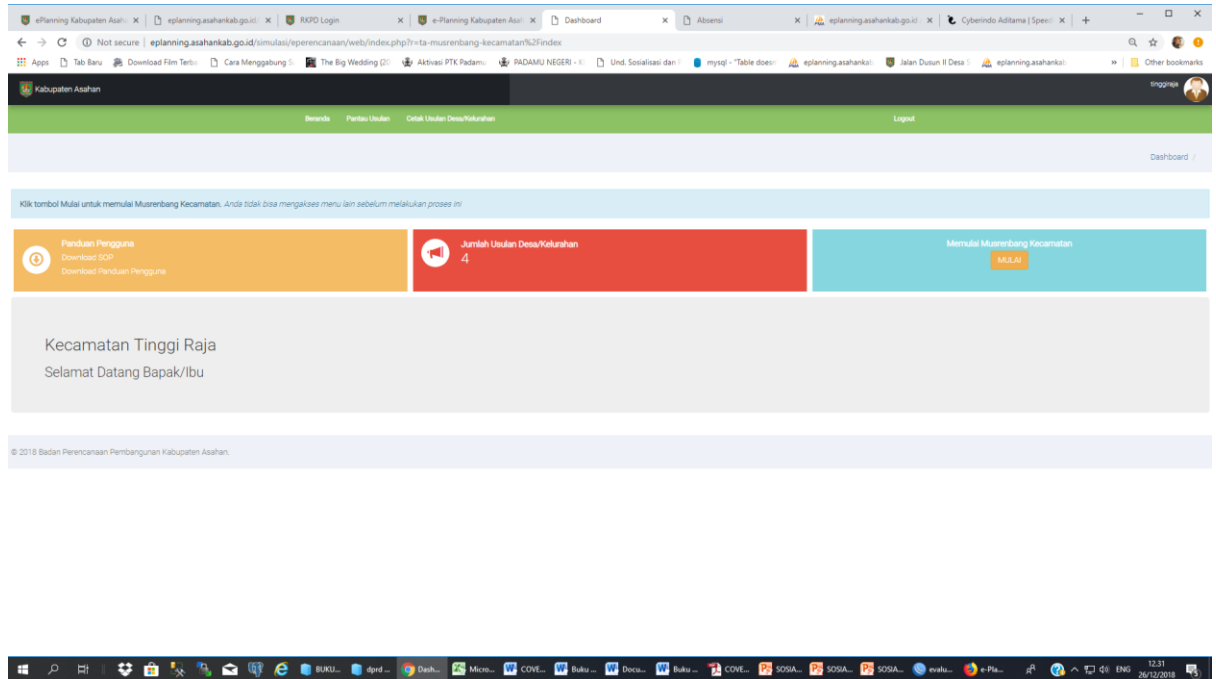 ePlanning Kabupaten Asah
eplanning.asahankab.go.id/
RKPD Login
e-Planning Kabupaten Asah
Dashboard
Absensi
eplanning.asahankab.go.id
Cyberindo Aditama | Speed
Not secure | eplanning.asahankab.go.id/simulasi/eperencanaan/web/index.php?r=ta-musrenbang-kecamatan%2Findex
Apps
Tab Baru
Download Film Terba
Cara Menggabung S
The Big Wedding (20
Aktivasi PTK Padamu
PADAMU NEGERI -
Und. Sosialisasi dan
mysql - "Table doesn
eplanning.asahankab
Jalan Dusun II Desa S
eplanning.asahankab
» Other bookmarks
Kabupaten Asahan
tinggiraja
Beranda Pantau Usulan Cetak Usulan Desa/Kelurahan Logout
Dashboard /
Klik tombol Mulai untuk memulai Musrenbang Kecamatan. Anda tidak bisa mengakses menu lain sebelum melakukan proses ini
Panduan Pengguna
Download SOP
Download Panduan Pengguna
Jumlah Usulan Desa/Kelurahan
4
Memulai Musrenbang Kecamatan
MULAI
Kecamatan Tinggi Raja
Selamat Datang Bapak/Ibu
© 2018 Badan Perencanaan Pembangunan Kabupaten Asahan.
BUKU...
dprd ...
Dash...
Micro...
COVE...
Buku ...
Docu...
Buku ...
COVE...
SOSIA...
SOSIA...
SOSIA...
evalu...
e-Pla...
ENG
12.31
26/12/2018